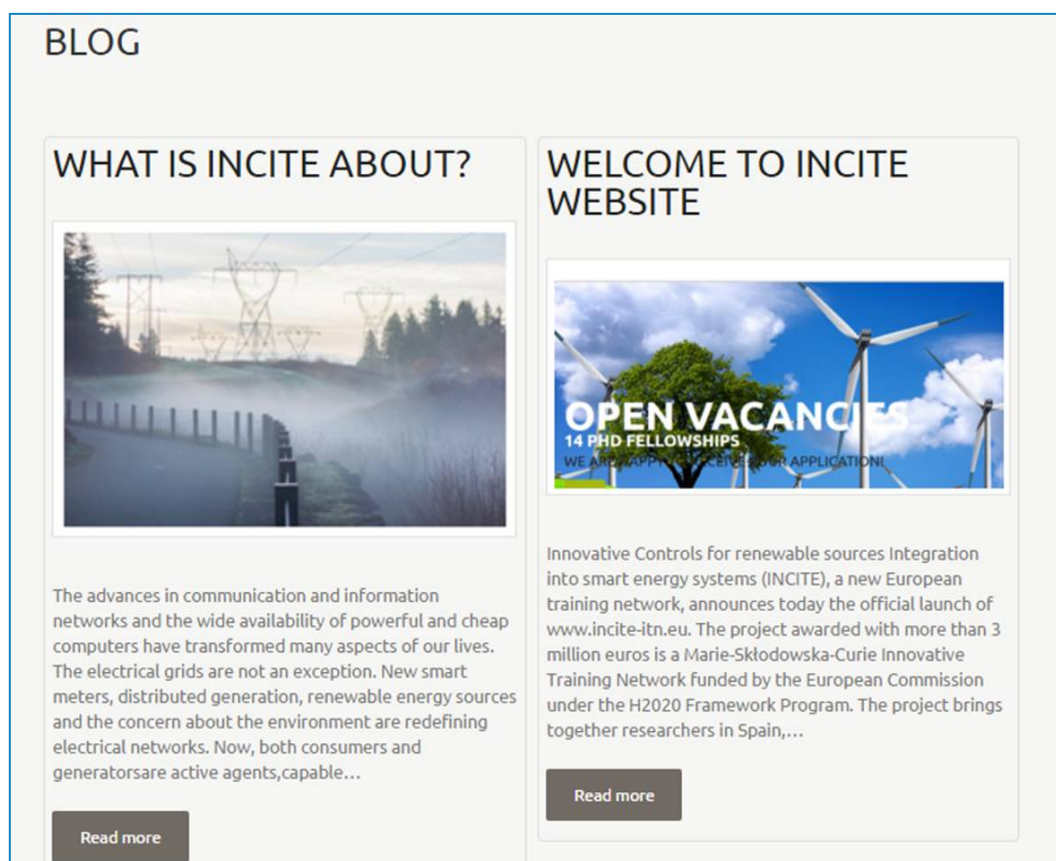 BLOG
WHAT IS INCITE ABOUT?
The advances in communication and information
networks and the wide availability of powerful and cheap
computers have transformed many aspects of our lives.
The electrical grids are not an exception. New smart
meters, distributed generation, renewable energy sources
and the concern about the environment are redefining
electrical networks. Now, both consumers and
generatorsare active agents,capable…
Read more
WELCOME TO INCITE
WEBSITE
OPEN VACANCIES
14 PHD FELLOWSHIPS
WE ARE HAPPY RECEIVE YOUR APPLICATION!
Innovative Controls for renewable sources Integration
into smart energy systems (INCITE), a new European
training network, announces today the official launch of
www.incite-itn.eu. The project awarded with more than 3
million euros is a Marie-Skłodowska-Curie Innovative
Training Network funded by the European Commission
under the H2020 Framework Program. The project brings
together researchers in Spain,…
Read more